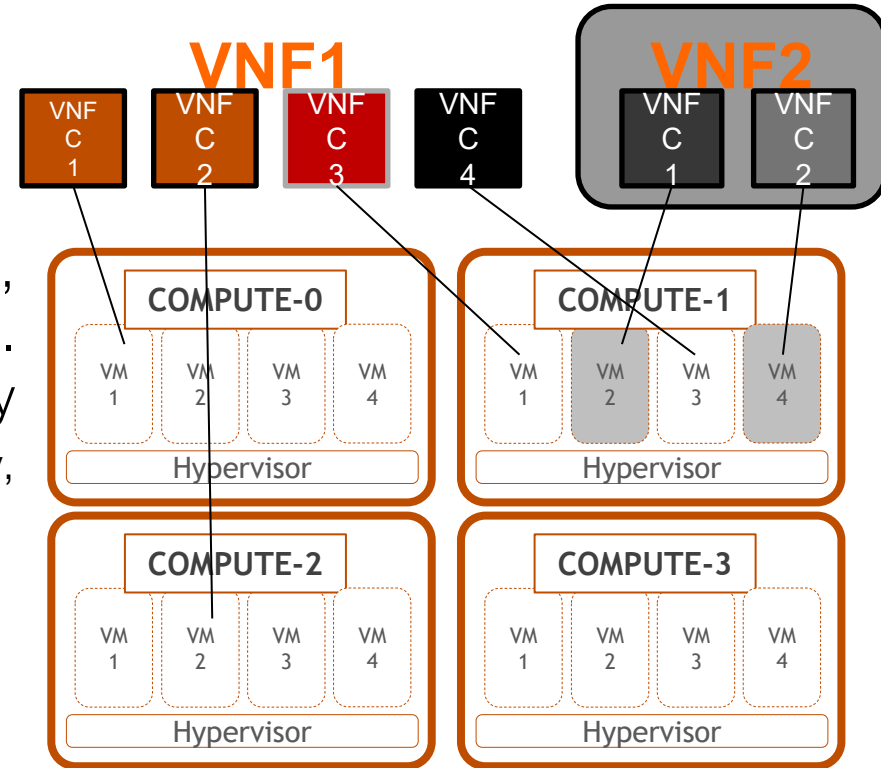 VNF1
VNF2
VNF
C
1
VNF
C
2
VNF
C
3
VNF
C
4
VNF
C
1
VNF
C
2
,
.
y
,
COMPUTE-0
VM
1
VM
2
VM
3
VM
4
Hypervisor
COMPUTE-1
VM
1
VM
2
VM
3
VM
4
Hypervisor
COMPUTE-2
VM
1
VM
2
VM
3
VM
4
Hypervisor
COMPUTE-3
VM
1
VM
2
VM
3
VM
4
Hypervisor